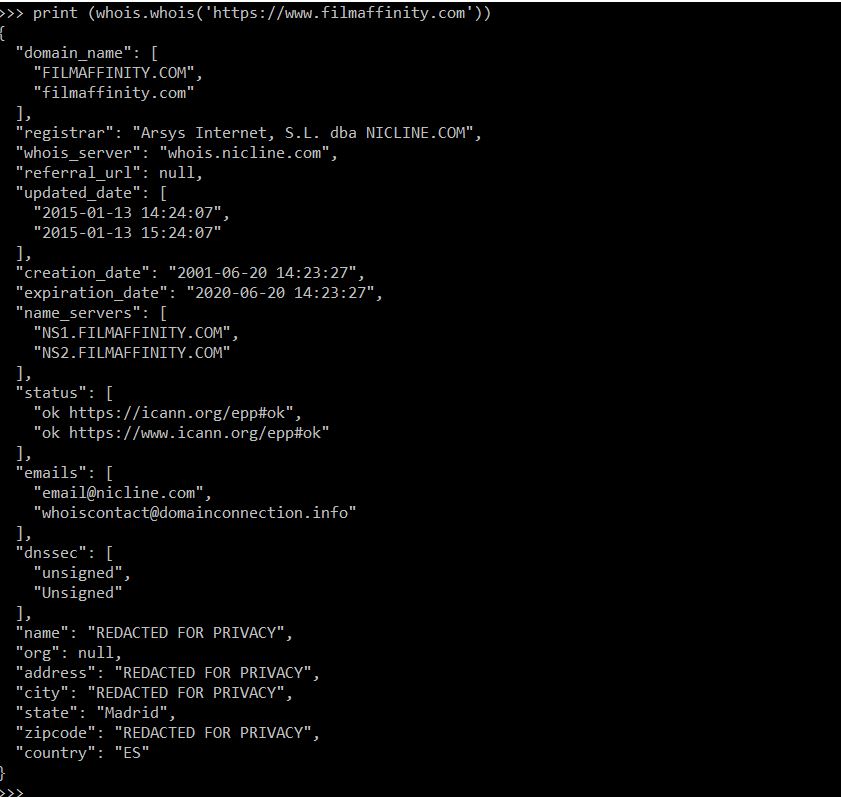 >>> print (whois.whois('https://www.filmaffinity.com'))
{
  "domain_name": [
    "FILMAFFINITY.COM",
    "filmaffinity.com"
  ],
  "registrar": "Arsys Internet, S.L. dba NICLINE.COM",
  "whois_server": "whois.nicline.com",
  "referral_url": null,
  "updated_date": [
    "2015-01-13 14:24:07",
    "2015-01-13 15:24:07"
  ],
  "creation_date": "2001-06-20 14:23:27",
  "expiration_date": "2020-06-20 14:23:27",
  "name_servers": [
    "NS1.FILMAFFINITY.COM",
    "NS2.FILMAFFINITY.COM"
  ],
  "status": [
    "ok https://icann.org/epp#ok",
    "ok https://www.icann.org/epp#ok"
  ],
  "emails": [
    "email@nicline.com",
    "whoiscontact@domainconnection.info"
  ],
  "dnssec": [
    "unsigned",
    "Unsigned"
  ],
  "name": "REDACTED FOR PRIVACY",
  "org": null,
  "address": "REDACTED FOR PRIVACY",
  "city": "REDACTED FOR PRIVACY",
  "state": "Madrid",
  "zipcode": "REDACTED FOR PRIVACY",
  "country": "ES"
}
>>>